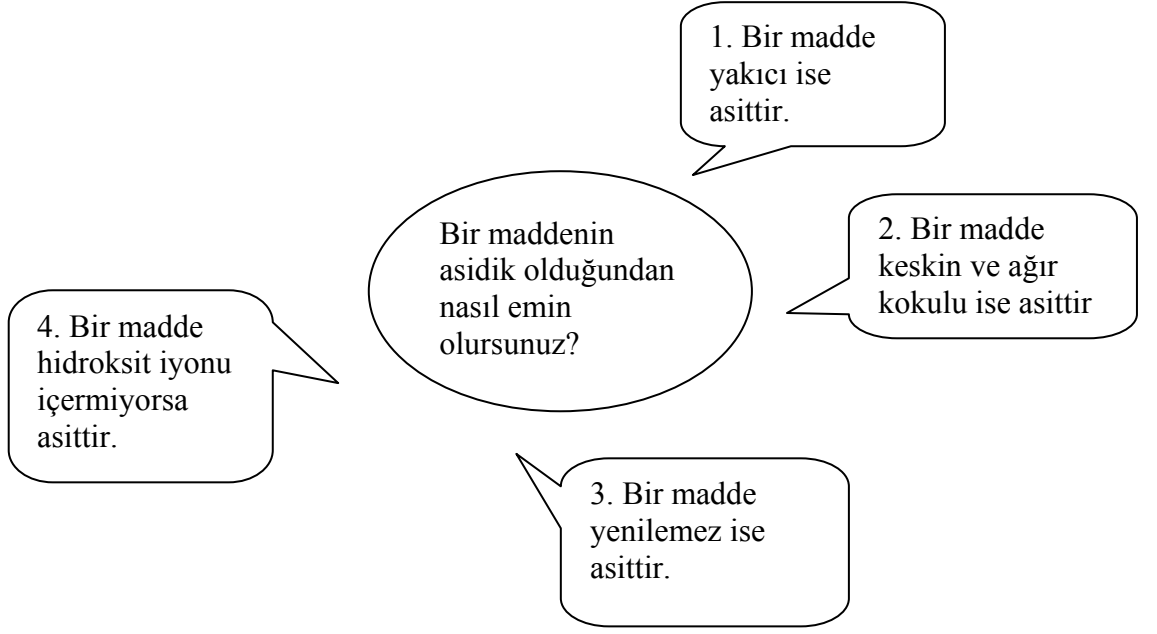 1. Bir madde
yakıcı ise
asittir.
2. Bir madde
keskin ve ağır
kokulu ise asittir
Bir maddenin
asidik olduğundan
nasıl emin
olursunuz?
4. Bir madde
hidroksit iyonu
içermiyorsa
asittir.
3. Bir madde
yenilemez ise
asittir.